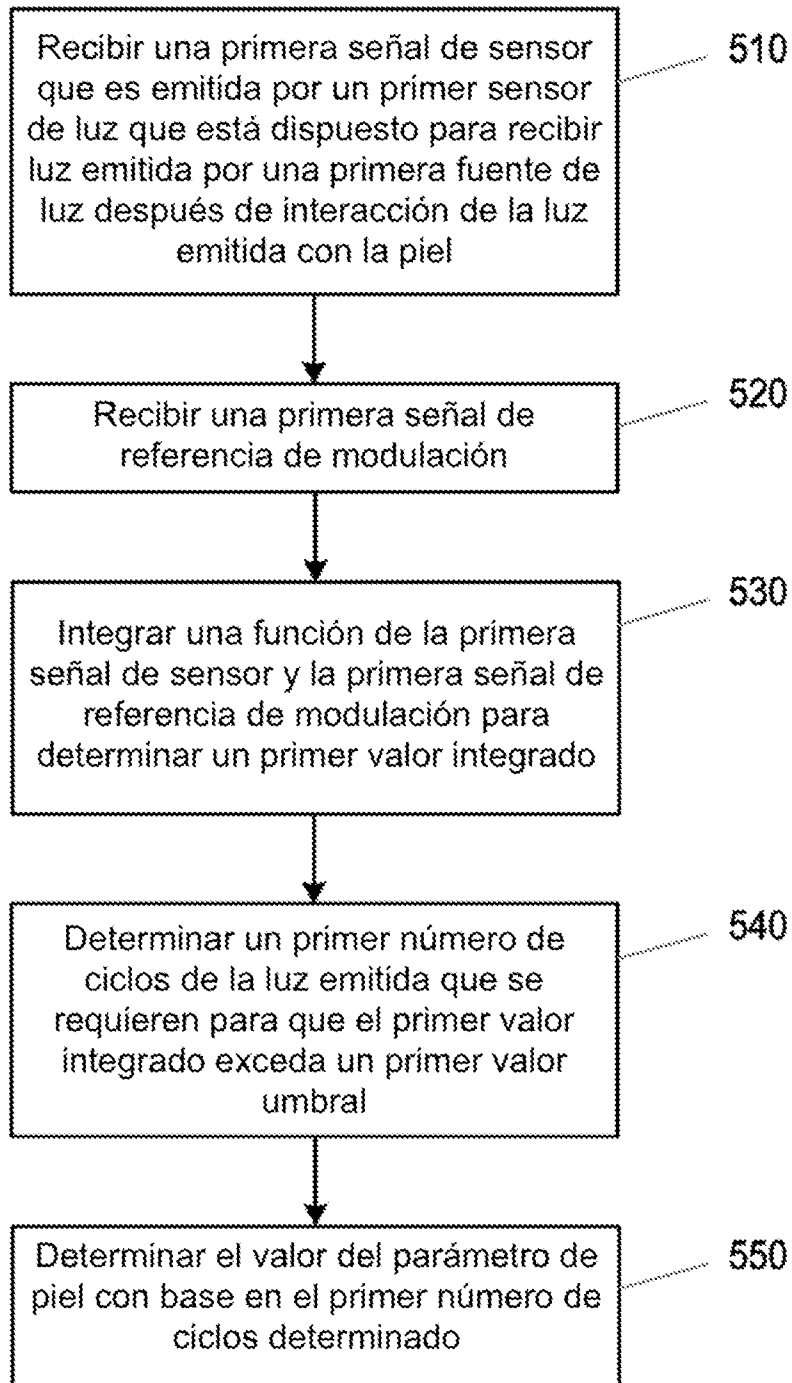 Recibir una primera señal de sensor
que es emitida por un primer sensor
de luz que está dispuesto para recibir
luz emitida por una primera fuente de
luz después de interacción de la luz
emitida con la piel
510
Recibir una primera señal de
referencia de modulación
520
Integrar una función de la primera
señal de sensor y la primera señal de
referencia de modulación para
determinar un primer valor integrado
530
Determinar un primer número de
ciclos de la luz emitida que se
requieren para que el primer valor
integrado exceda un primer valor
umbral
540
Determinar el valor del parámetro de
piel con base en el primer número de
ciclos determinado
550